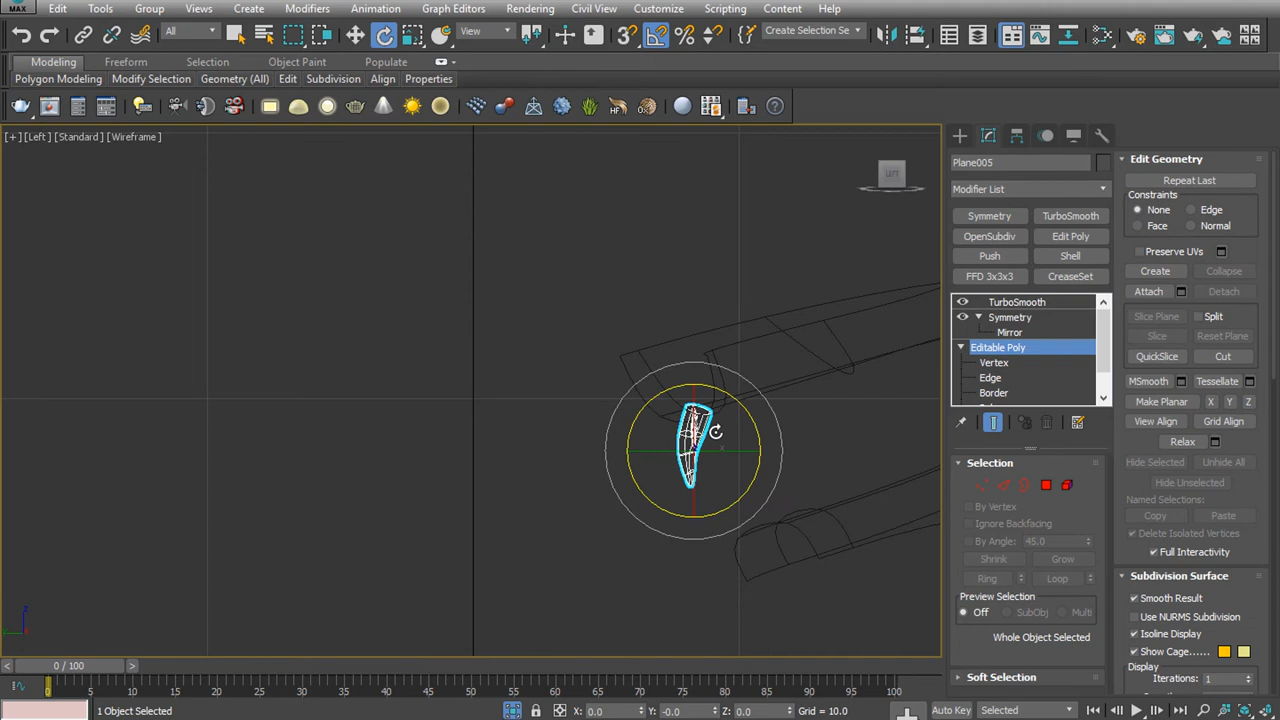 MAX Edit Tools Group Views Create Modifiers Animation Graph Editors Rendering Civil View Customize Scripting Content Help
All View 3 Create Selection Se
Modeling Freeform Selection Object Paint Populate
Polygon Modeling Modify Selection Geometry (All) Edit Subdivision Align Properties
[+] [Left] [Standard] [Wireframe]
Plane005
Modifier List
Symmetry TurboSmooth
OpenSubdiv Edit Poly
Push Shell
FFD 3x3x3 CreaseSet
TurboSmooth
Symmetry
Mirror
Editable Poly
Vertex
Edge
Border
Selection
By Vertex
Ignore Backfacing
By Angle: 45.0
Shrink Grow
Ring Loop
Preview Selection
Off SubObj Multi
Whole Object Selected
Soft Selection
Edit Geometry
Repeat Last
Constraints
None Edge
Face Normal
Preserve UVs
Create Collapse
Attach Detach
Slice Plane Split
Slice Reset Plane
QuickSlice Cut
MSmooth Tessellate
Make Planar X Y Z
View Align Grid Align
Relax
Hide Selected Unhide All
Hide Unselected
Named Selections:
Copy Paste
Delete Isolated Vertices
Full Interactivity
Subdivision Surface
Smooth Result
Use NURMS Subdivision
Isoline Display
Show Cage......
Display
Iterations: 1
x
z
y
< 0 / 100 >
0 5 10 15 20 25 30 35 40 45 50 55 60 65 70 75 80 85 90 95 100
1 Object Selected X: 0.0 Y: -0.0 Z: 0.0 Grid = 10.0 Auto Key Selected